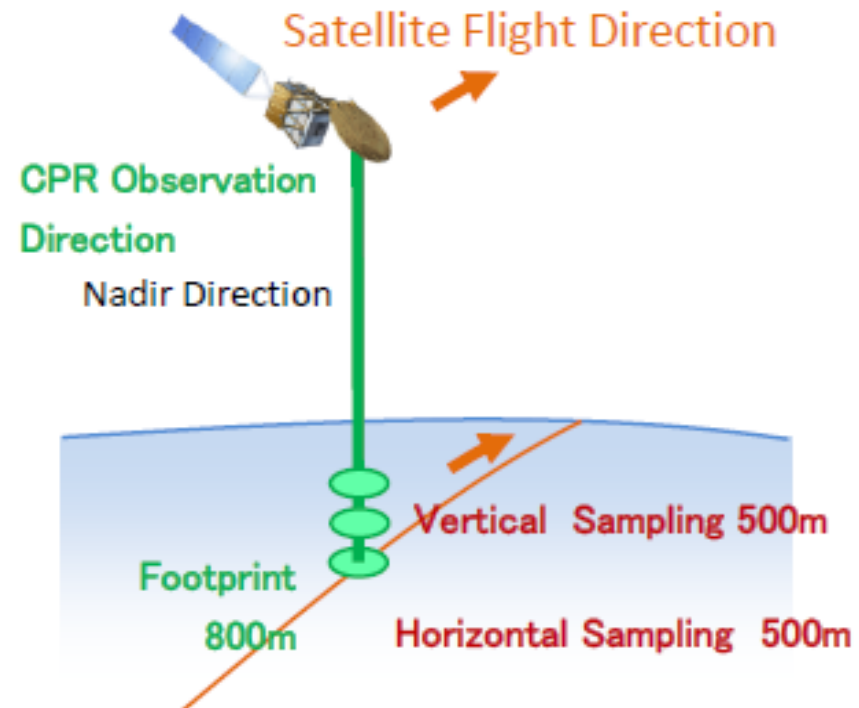 Satellite Flight Direction
CPR Observation
Direction
Nadir Direction
Vertical Sampling 500m
Footprint
800m
Horizontal Sampling 500m